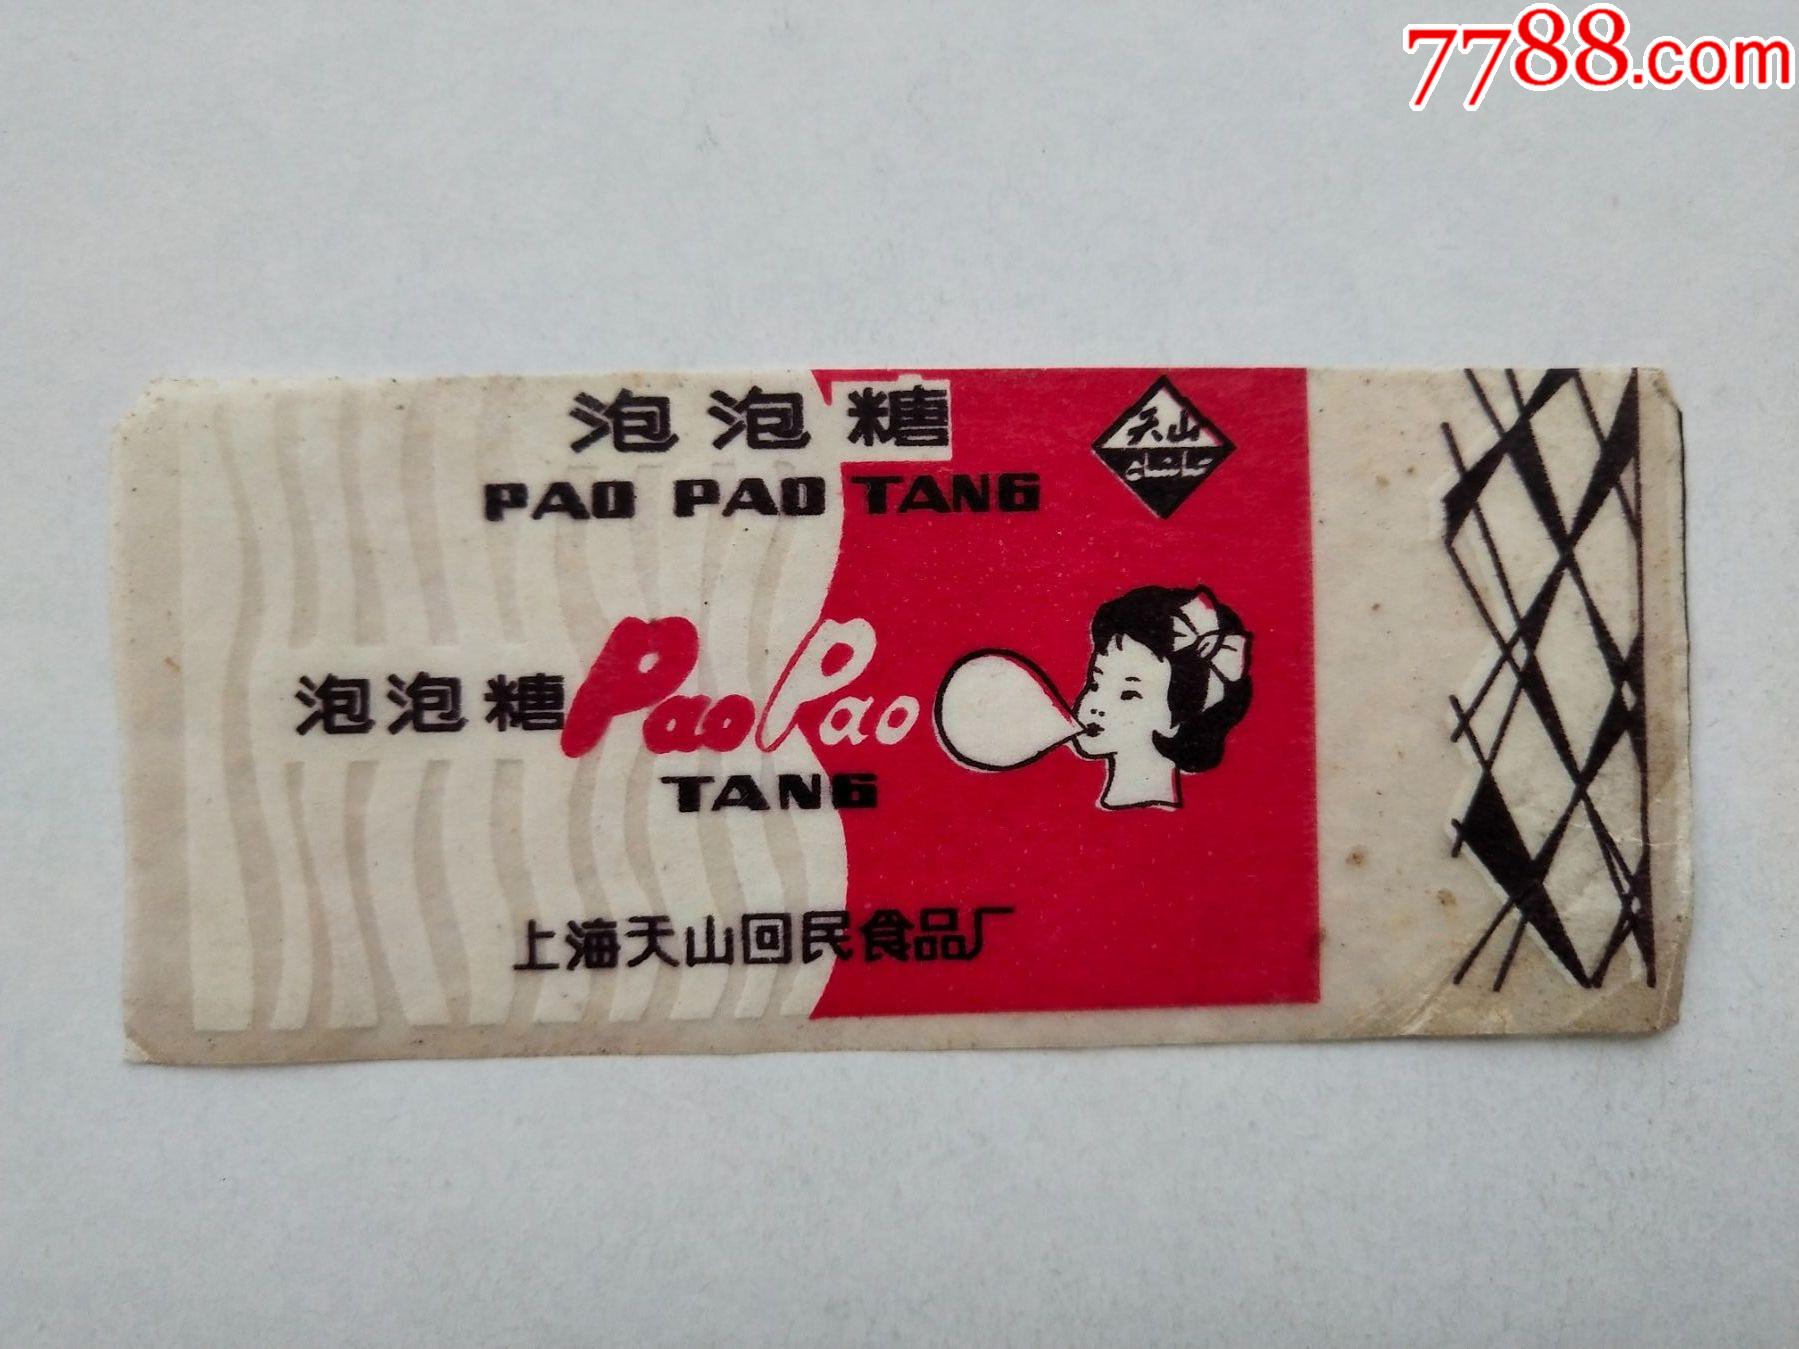 7788.com
泡泡糖
PAO PAO TANG
天山
泡泡糖 Pao Pao
TANG
上海天山回民食品厂